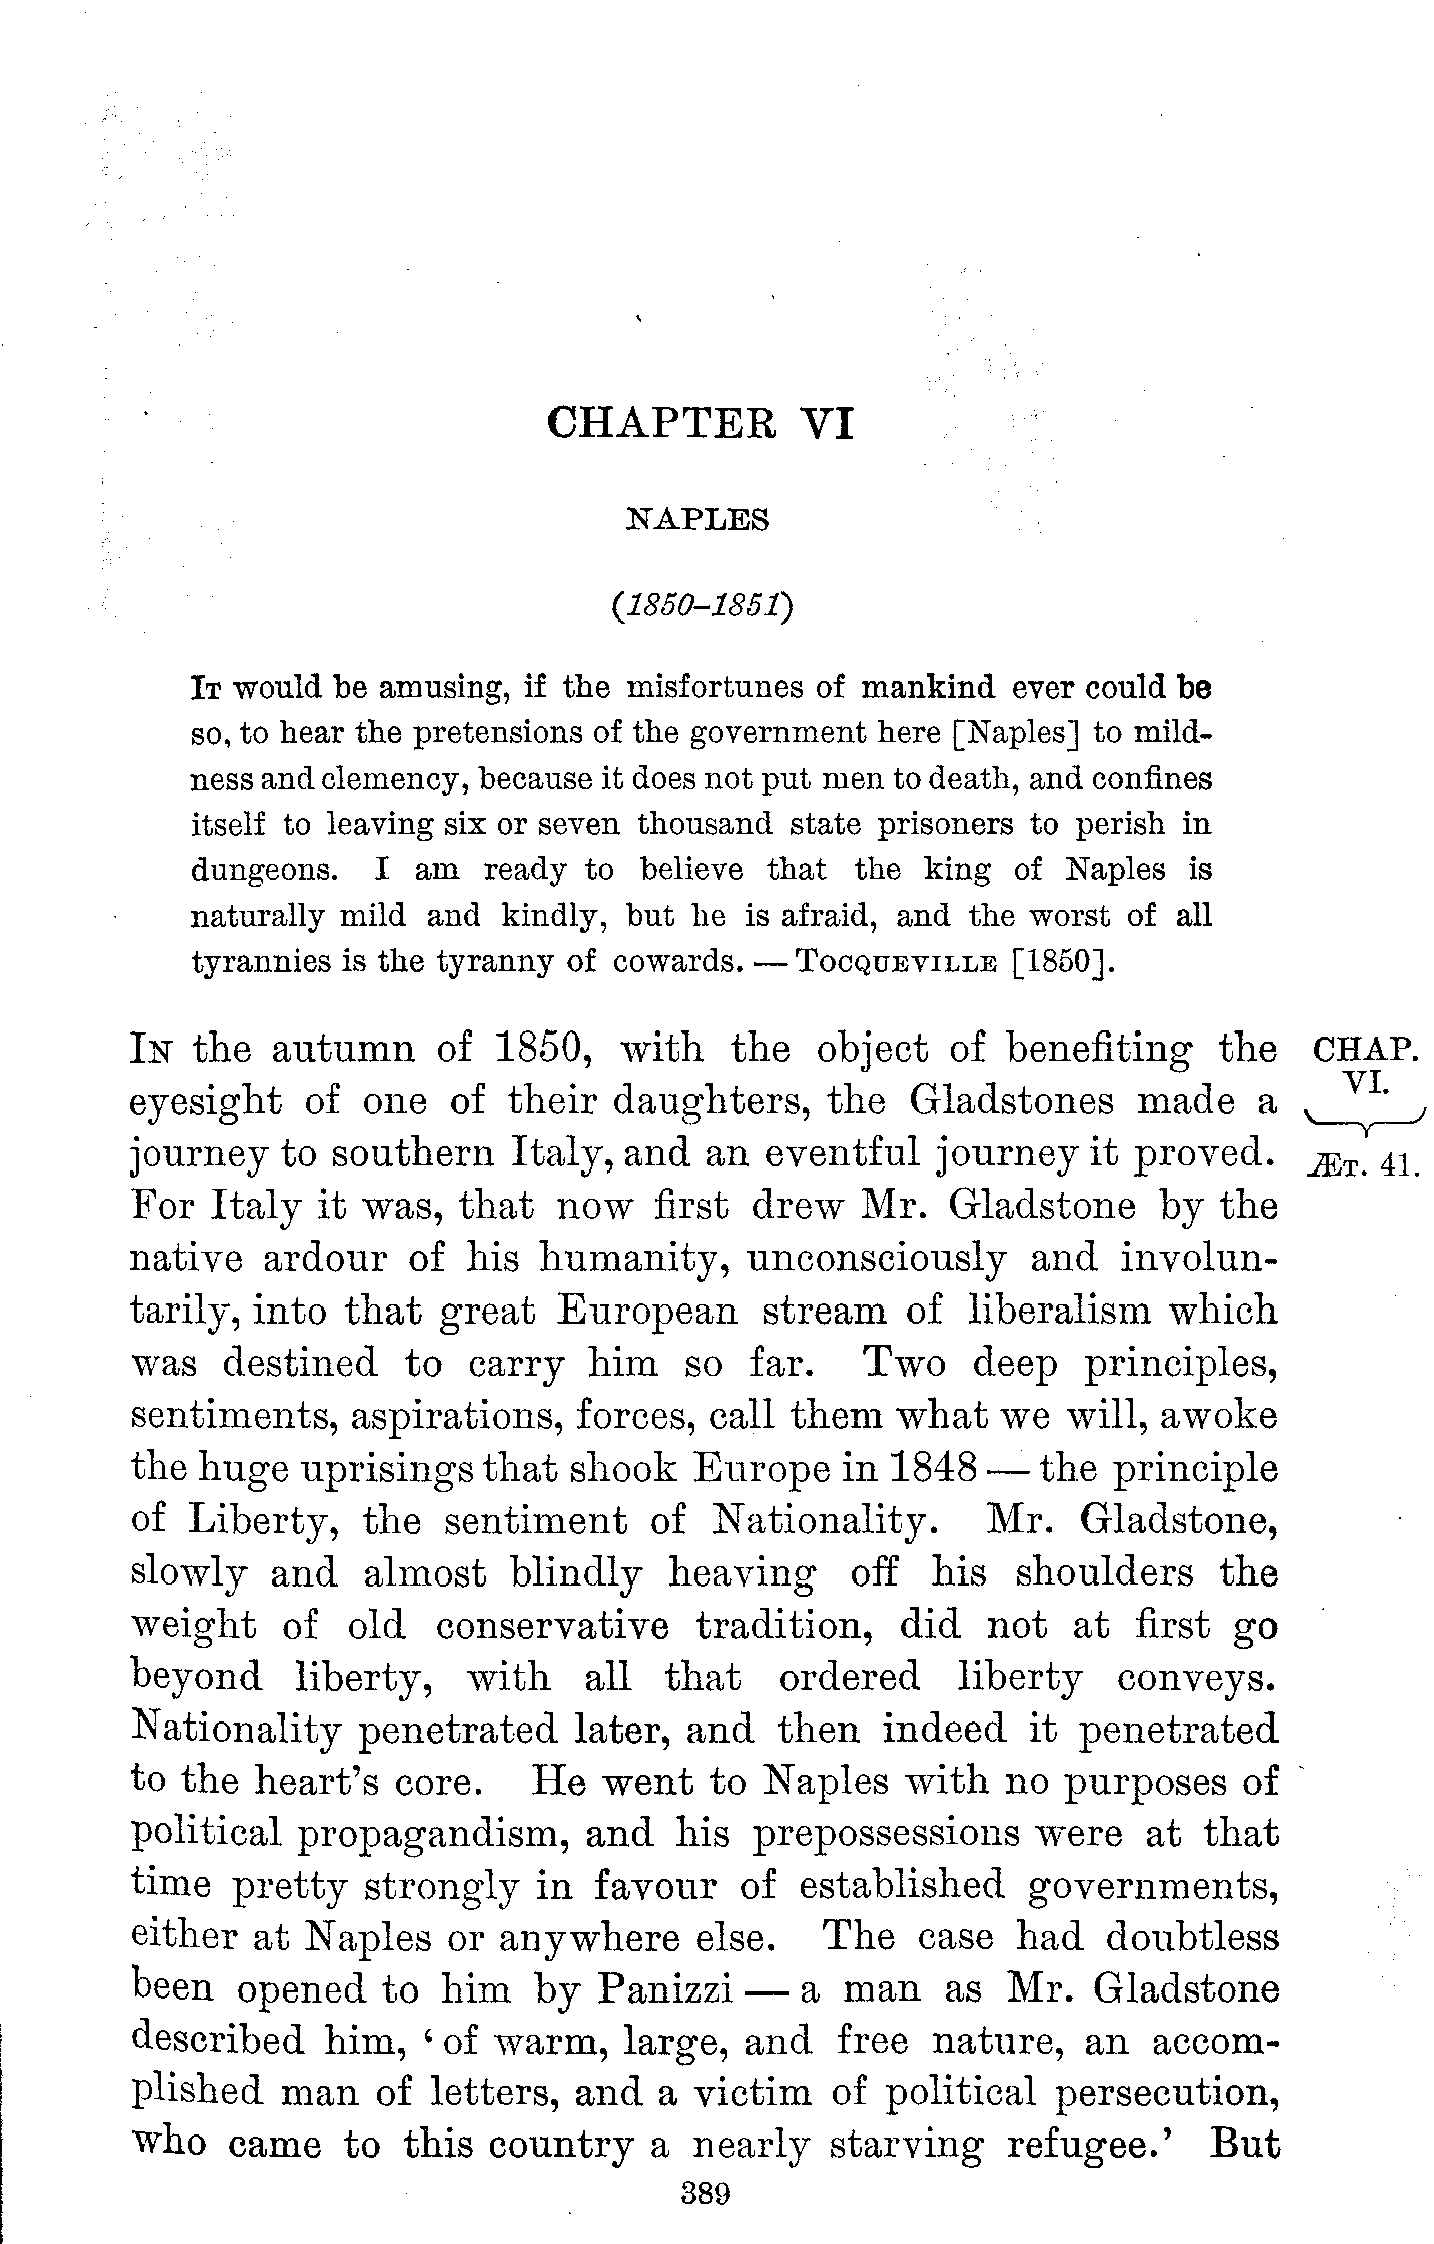 CHAPTER VI
NAPLES
(1850–1851)
IT would be amusing, if the misfortunes of mankind ever could be
so, to hear the pretensions of the government here [Naples] to mild-
ness and clemency, because it does not put men to death, and confines
itself to leaving six or seven thousand state prisoners to perish in
dungeons. I am ready to believe that the king of Naples is
naturally mild and kindly, but he is afraid, and the worst of all
tyrannies is the tyranny of cowards. — TOCQUEVILLE [1850].
IN the autumn of 1850, with the object of benefiting the
eyesight of one of their daughters, the Gladstones made a
journey to southern Italy, and an eventful journey it proved.
For Italy it was, that now first drew Mr. Gladstone by the
native ardour of his humanity, unconsciously and involun-
tarily, into that great European stream of liberalism which
was destined to carry him so far. Two deep principles,
sentiments, aspirations, forces, call them what we will, awoke
the huge uprisings that shook Europe in 1848 — the principle
of Liberty, the sentiment of Nationality. Mr. Gladstone,
slowly and almost blindly heaving off his shoulders the
weight of old conservative tradition, did not at first go
beyond liberty, with all that ordered liberty conveys.
Nationality penetrated later, and then indeed it penetrated
to the heart's core. He went to Naples with no purposes of
political propagandism, and his prepossessions were at that
time pretty strongly in favour of established governments,
either at Naples or anywhere else. The case had doubtless
been opened to him by Panizzi — a man as Mr. Gladstone
described him, ‘of warm, large, and free nature, an accom-
plished man of letters, and a victim of political persecution,
who came to this country a nearly starving refugee.’ But
CHAP.
VI.
ÆT. 41.
389